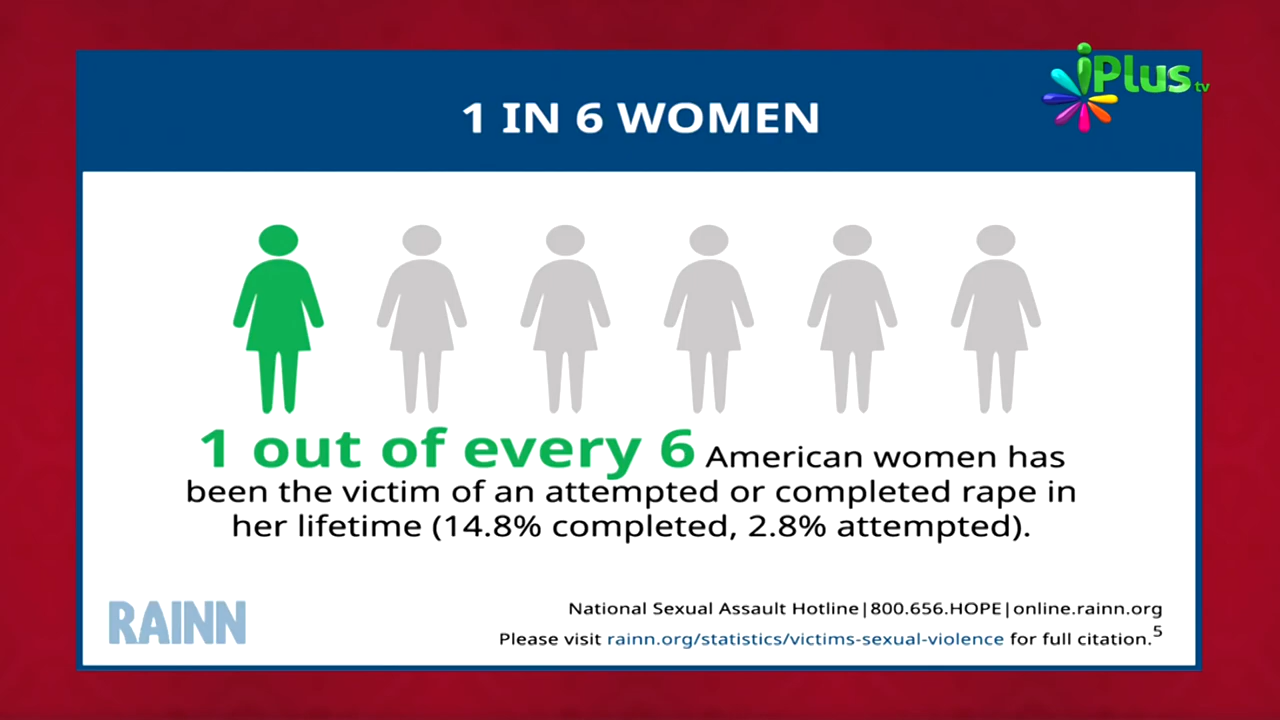 iPlus tv
1 IN 6 WOMEN
1 out of every 6 American women has
been the victim of an attempted or completed rape in
her lifetime (14.8% completed, 2.8% attempted).
RAINN
National Sexual Assault Hotline|800.656.HOPE|online.rainn.org
Please visit rainn.org/statistics/victims-sexual-violence for full citation.5